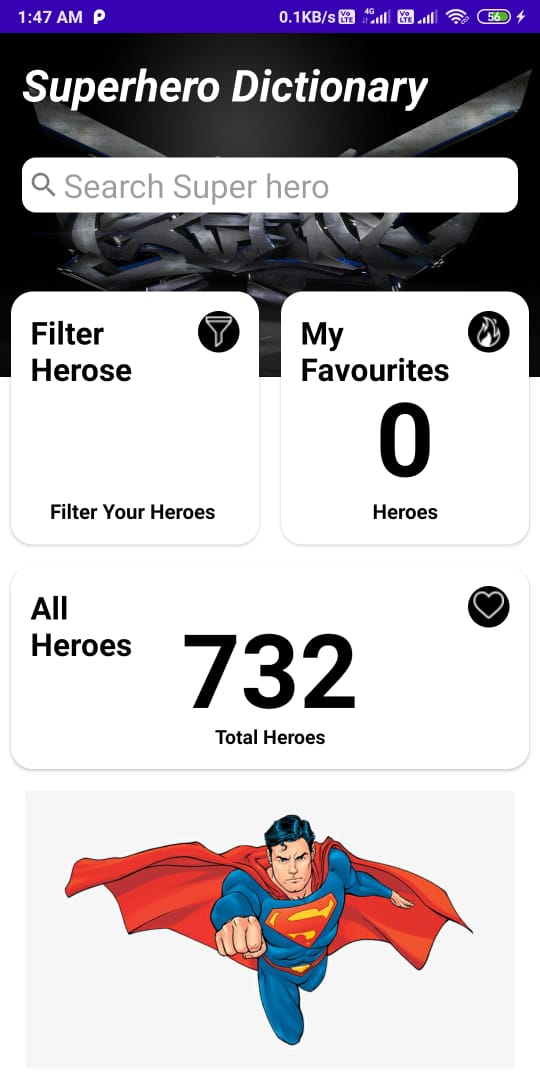 1:47 AM
0.1KB/s Vo LTE 4G Vo LTE 56
Superhero Dictionary
Search Super hero
Filter
Herose
Filter Your Heroes
My
Favourites
0
Heroes
All
Heroes
732
Total Heroes
S